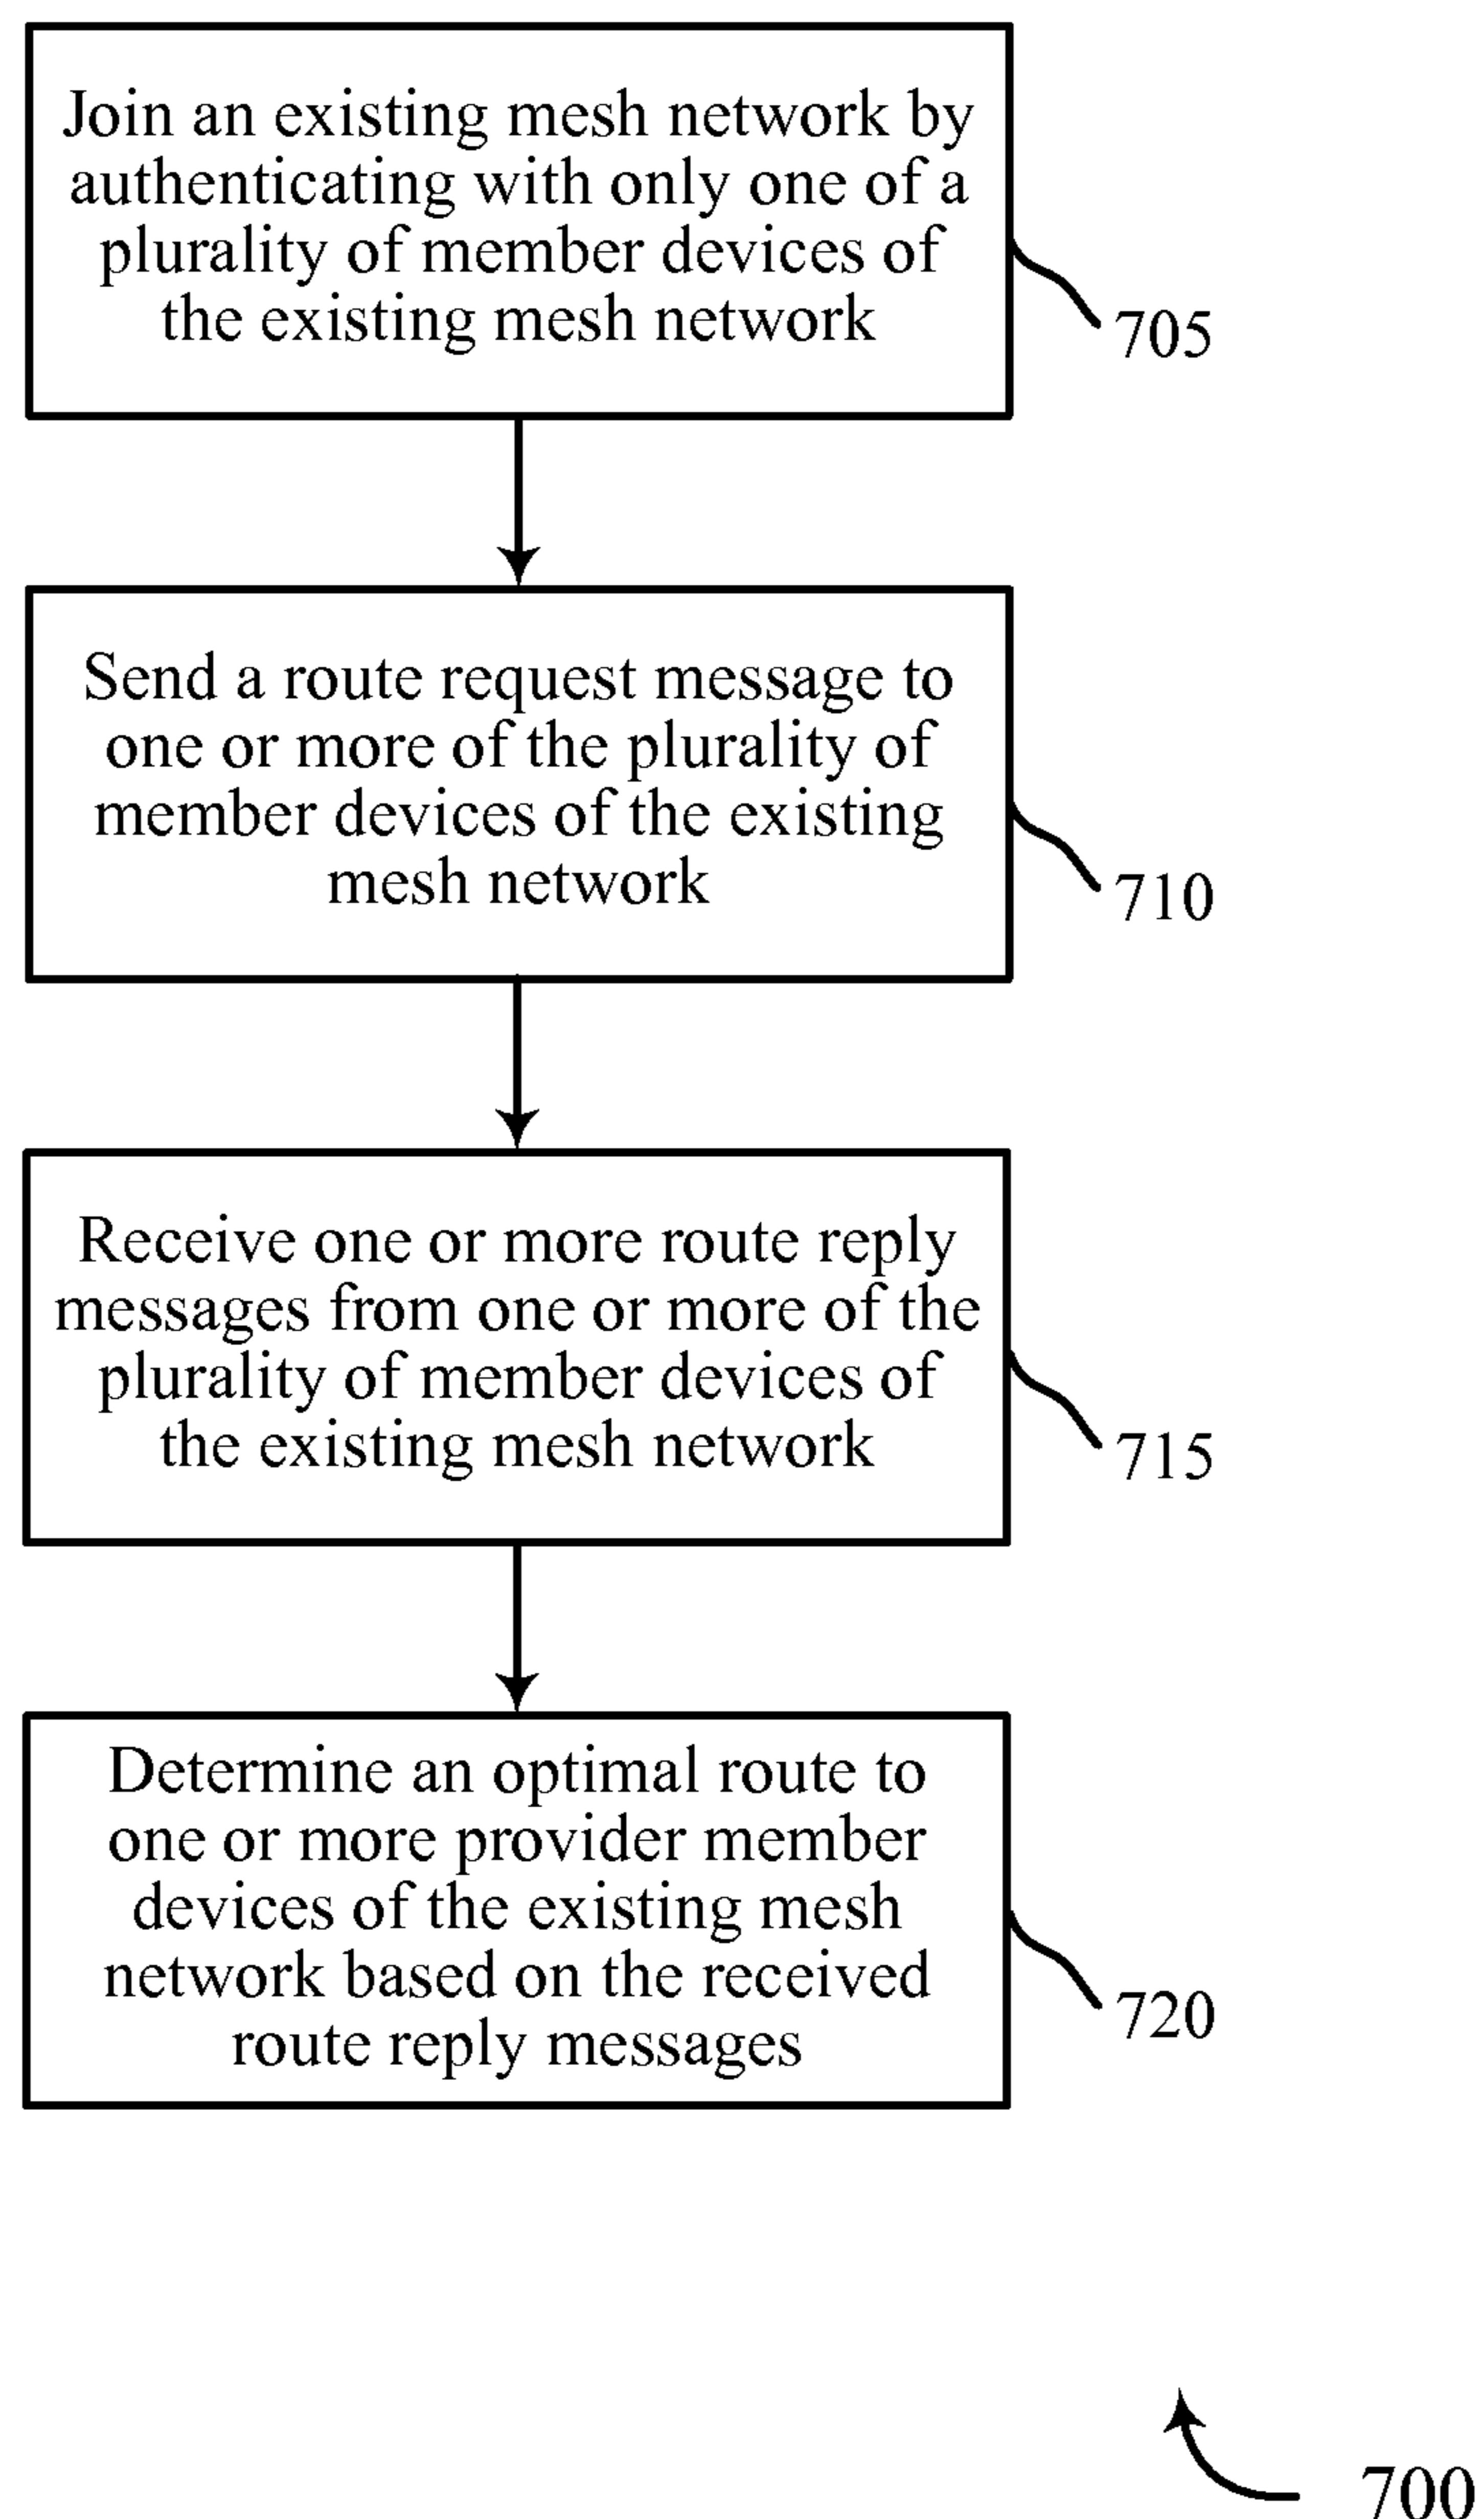 Join an existing mesh network by
authenticating with only one of a
plurality of member devices of
the existing mesh network
705
Send a route request message to
one or more of the plurality of
member devices of the existing
mesh network
710
Receive one or more route reply
messages from one or more of the
plurality of member devices of
the existing mesh network
715
Determine an optimal route to
one or more provider member
devices of the existing mesh
network based on the received
route reply messages
720
700